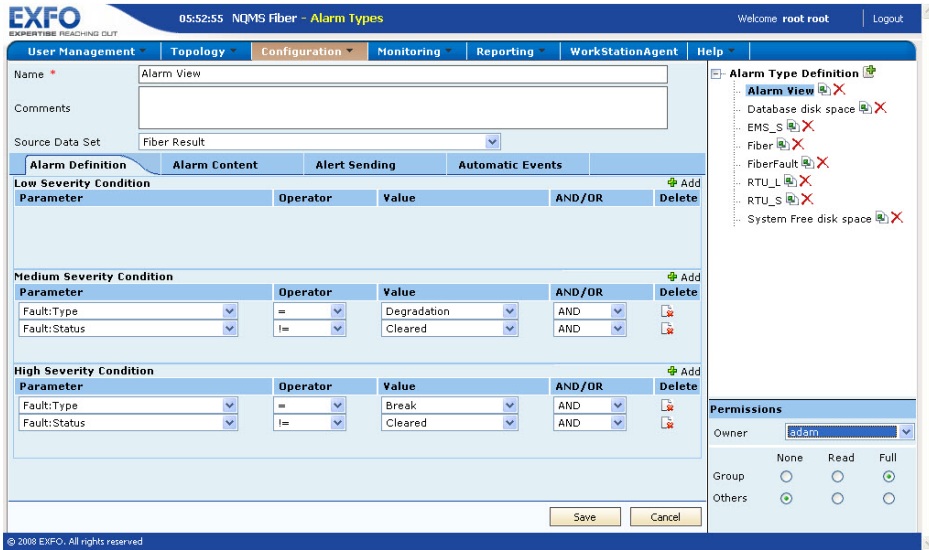 EXFO
EXPERTISE REACHING OUT
05:52:55 NQMS Fiber - Alarm Types
Welcome root root
Logout
User Management Topology Configuration Monitoring Reporting WorkStationAgent Help
Name *
Alarm View
Comments
Source Data Set
Fiber Result
Alarm Definition Alarm Content Alert Sending Automatic Events
Low Severity Condition Add
Parameter Operator Value AND/OR Delete
Medium Severity Condition Add
Parameter Operator Value AND/OR Delete
Fault:Type = Degradation AND
Fault:Status != Cleared AND
High Severity Condition Add
Parameter Operator Value AND/OR Delete
Fault:Type = Break AND
Fault:Status != Cleared AND
Save Cancel
Alarm Type Definition
Alarm View
Database disk space
EMS_S
Fiber
FiberFault
RTU_L
RTU_S
System Free disk space
Permissions
Owner adam
None Read Full
Group
Others
© 2008 EXFO. All rights reserved